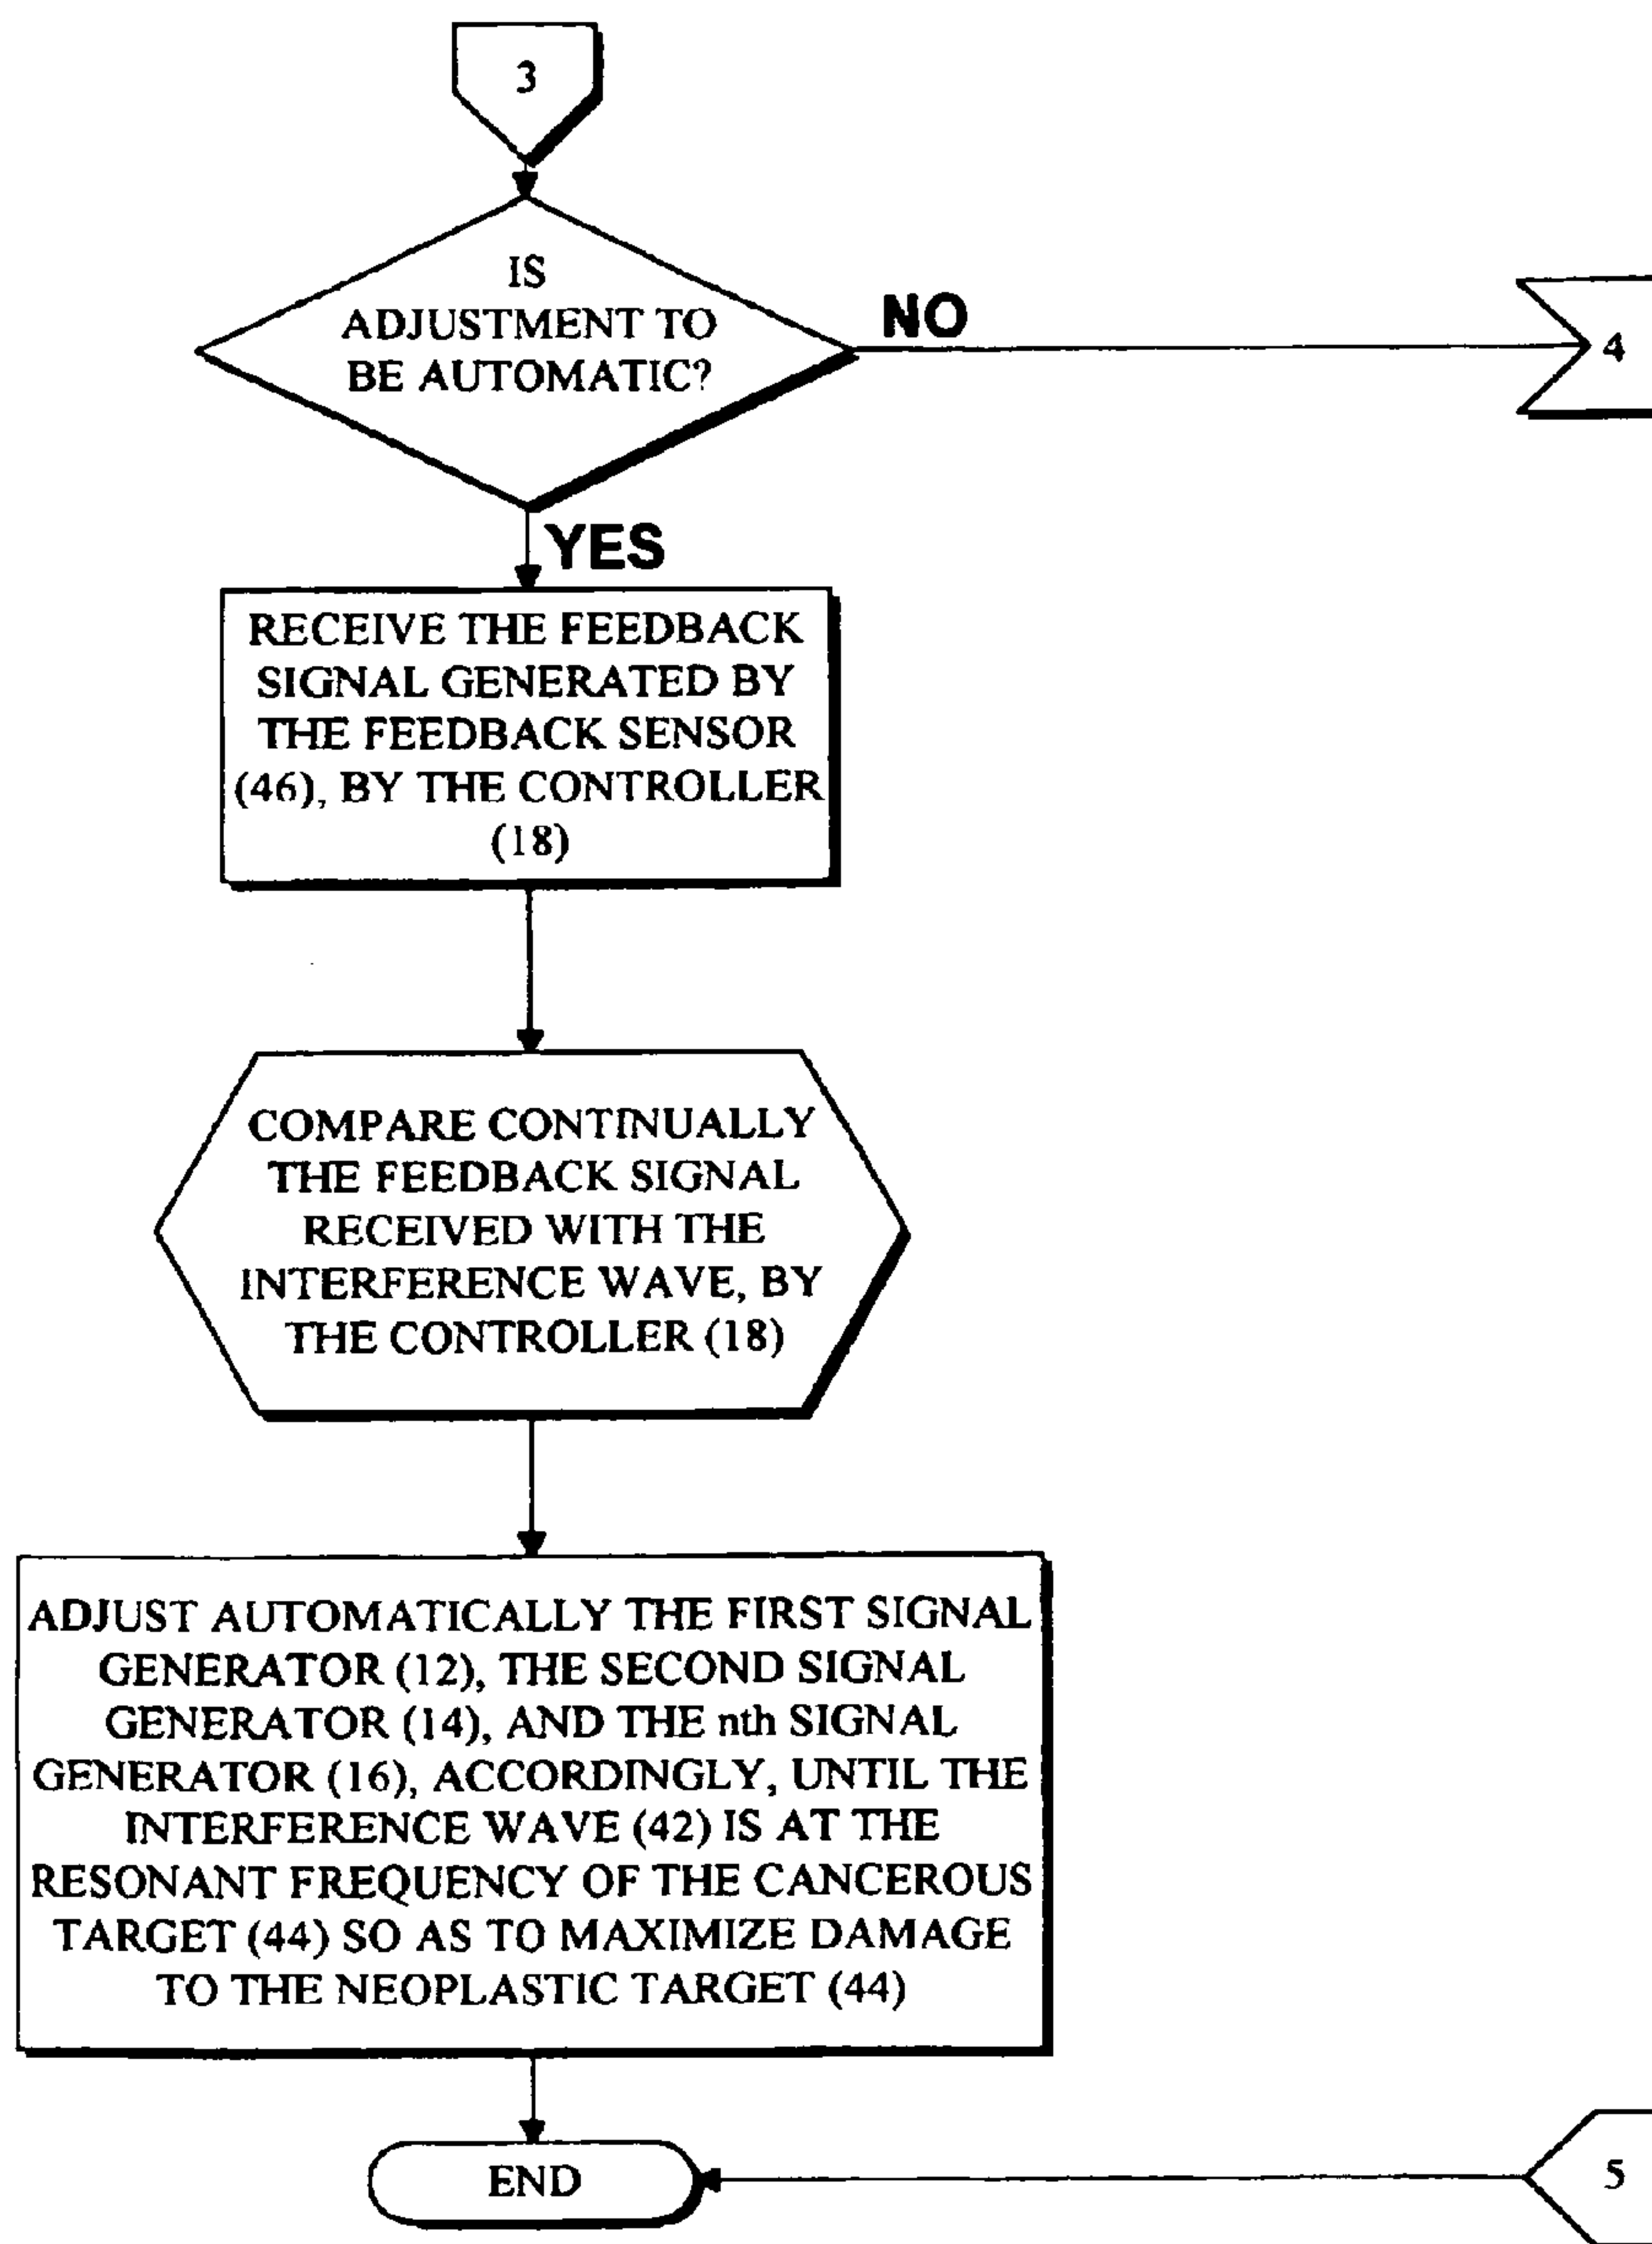 3
IS
ADJUSTMENT TO
BE AUTOMATIC?
NO
4
YES
RECEIVE THE FEEDBACK
SIGNAL GENERATED BY
THE FEEDBACK SENSOR
(46), BY THE CONTROLLER
(18)
COMPARE CONTINUALLY
THE FEEDBACK SIGNAL
RECEIVED WITH THE
INTERFERENCE WAVE, BY
THE CONTROLLER (18)
ADJUST AUTOMATICALLY THE FIRST SIGNAL
GENERATOR (12), THE SECOND SIGNAL
GENERATOR (14), AND THE nth SIGNAL
GENERATOR (16), ACCORDINGLY, UNTIL THE
INTERFERENCE WAVE (42) IS AT THE
RESONANT FREQUENCY OF THE CANCEROUS
TARGET (44) SO AS TO MAXIMIZE DAMAGE
TO THE NEOPLASTIC TARGET (44)
END
5